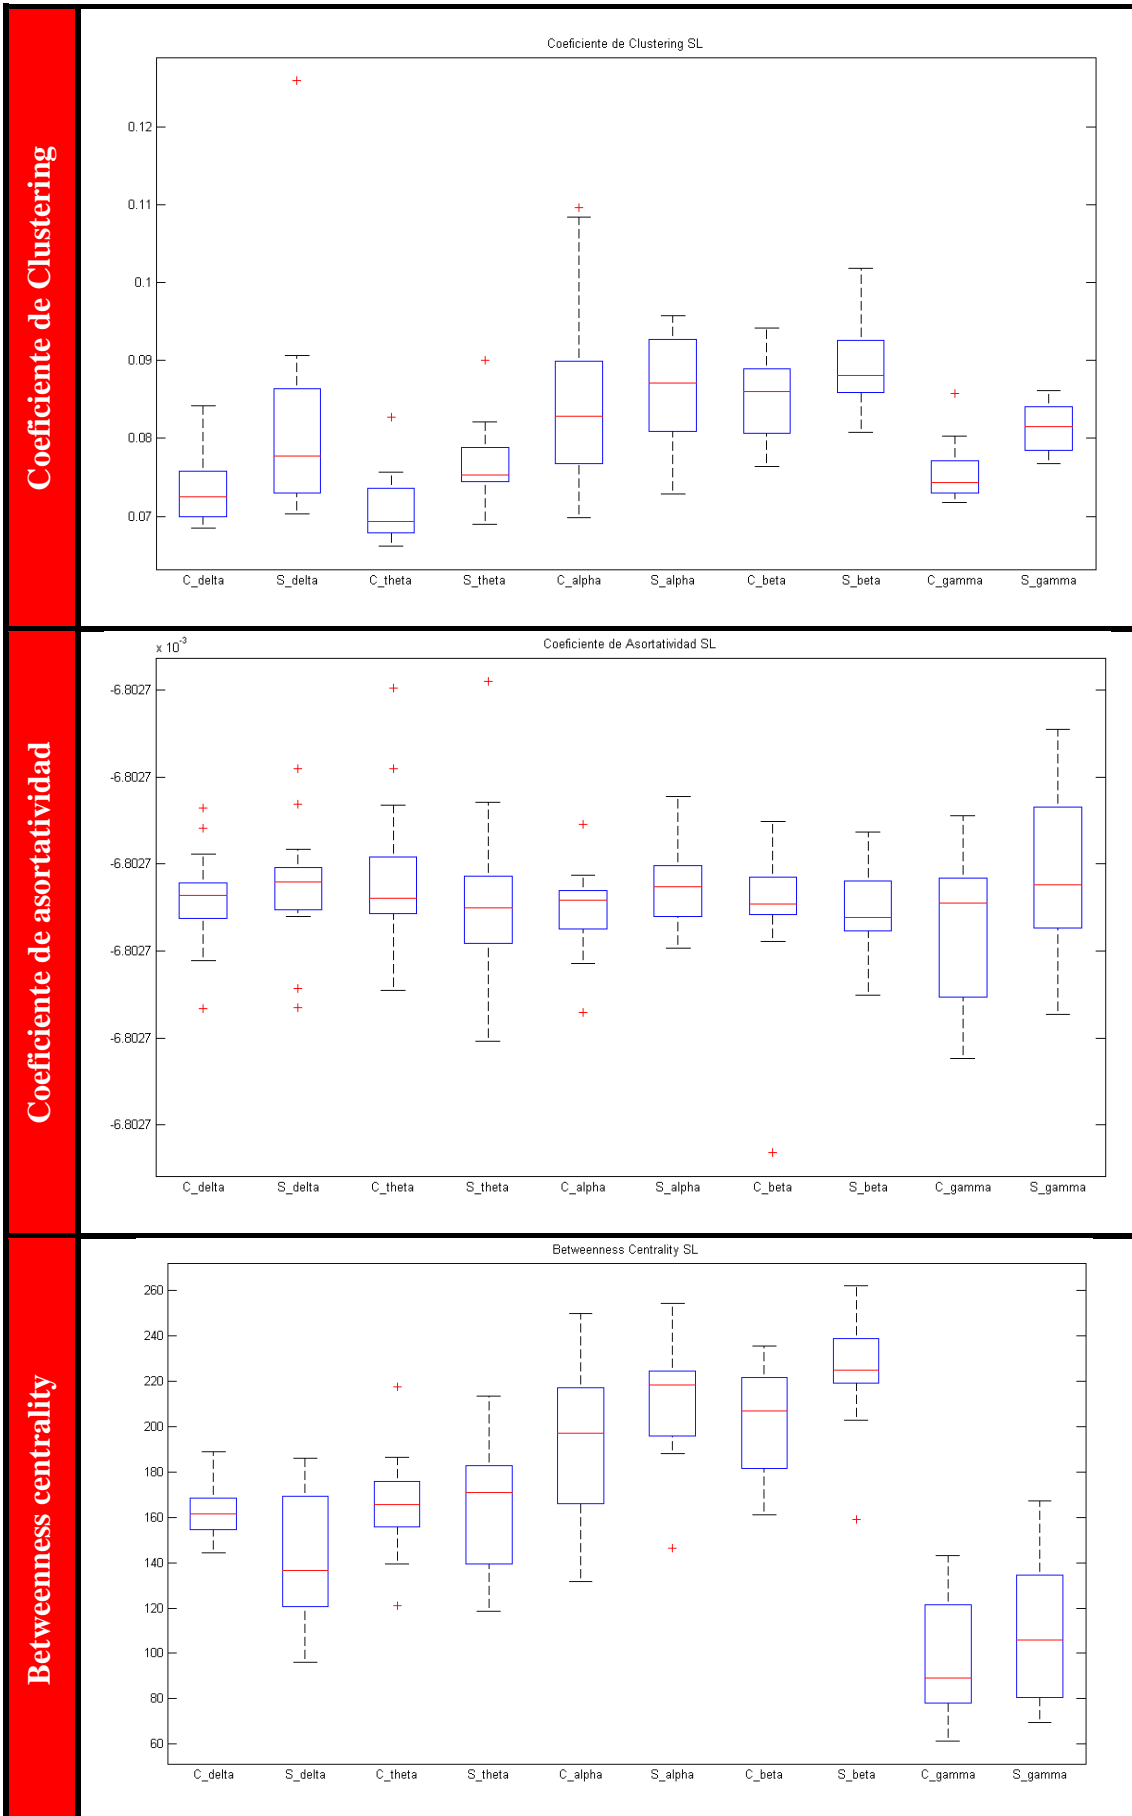 Coeficiente de Clustering
Coeficiente de Clustering SL
0.12
0.11
0.1
0.09
0.08
0.07
C_delta S_delta C_theta S_theta C_alpha S_alpha C_beta S_beta C_gamma S_gamma
Coeficiente de asortatividad
x 10-3
Coeficiente de Asortatividad SL
-6.8027
-6.8027
-6.8027
-6.8027
-6.8027
-6.8027
C_delta S_delta C_theta S_theta C_alpha S_alpha C_beta S_beta C_gamma S_gamma
Betweenness centrality
Betweenness Centrality SL
260
240
220
200
180
160
140
120
100
80
60
C_delta S_delta C_theta S_theta C_alpha S_alpha C_beta S_beta C_gamma S_gamma